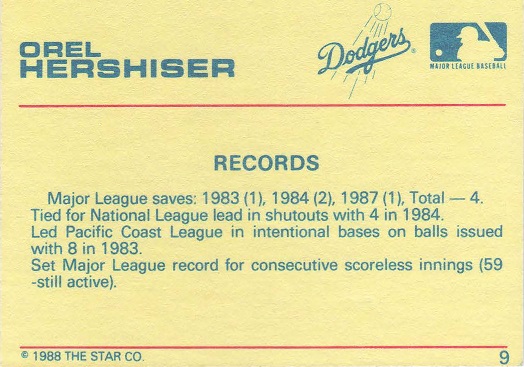 OREL
HERSHISER
Dodgers®
MAJOR LEAGUE BASEBALL
RECORDS
Major League saves: 1983 (1), 1984 (2), 1987 (1), Total — 4.
Tied for National League lead in shutouts with 4 in 1984.
Led Pacific Coast League in intentional bases on balls issued
with 8 in 1983.
Set Major League record for consecutive scoreless innings (59
-still active).
© 1988 THE STAR CO.
9